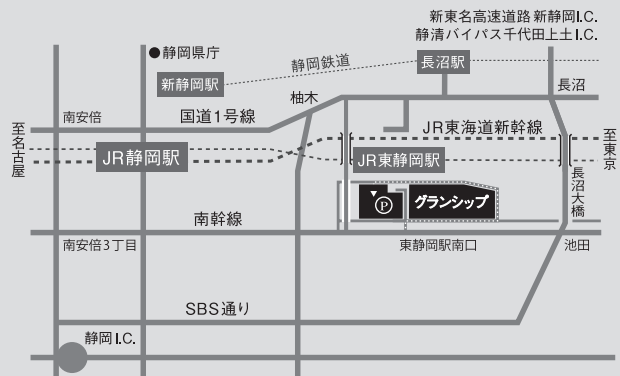 新東名高速道路 新静岡I.C.
静清バイパス千代田上土I.C.
静岡県庁
静岡鉄道
長沼駅
新静岡駅
柚木
長沼
南安倍
国道1号線
JR東海道新幹線
至名古屋
JR静岡駅
JR東静岡駅
至東京
長沼大橋
P
グランシップ
南幹線
南安倍3丁目
東静岡駅南口
池田
SBS通り
静岡I.C.